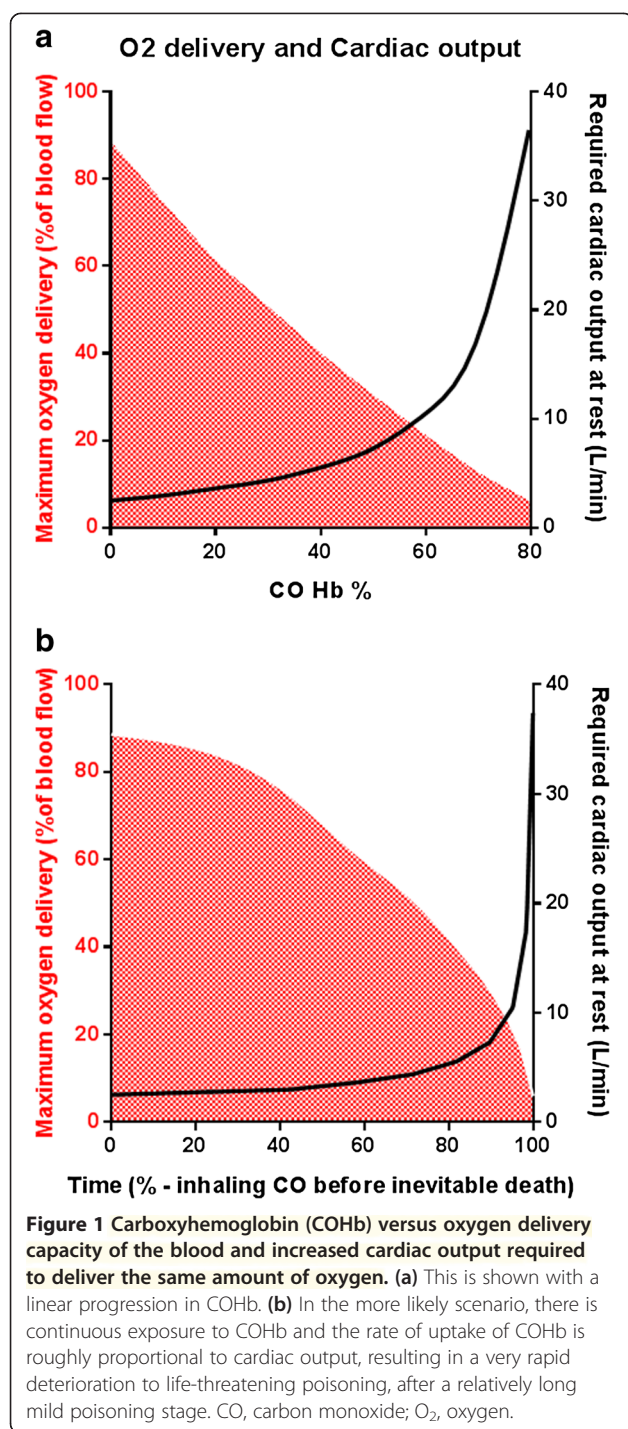 a
O2 delivery and Cardiac output
Maximum oxygen delivery (%of blood flow)
100
80
60
40
20
0
40
30
20
10
0
Required cardiac output at rest (L/min)
0 20 40 60 80
CO Hb %
b
Maximum oxygen delivery (%of blood flow)
100
80
60
40
20
0
40
30
20
10
0
Required cardiac output at rest (L/min)
0 20 40 60 80 100
Time (% - inhaling CO before inevitable death)
Figure 1 Carboxyhemoglobin (COHb) versus oxygen delivery
capacity of the blood and increased cardiac output required
to deliver the same amount of oxygen. (a) This is shown with a
linear progression in COHb. (b) In the more likely scenario, there is
continuous exposure to COHb and the rate of uptake of COHb is
roughly proportional to cardiac output, resulting in a very rapid
deterioration to life-threatening poisoning, after a relatively long
mild poisoning stage. CO, carbon monoxide; O₂, oxygen.